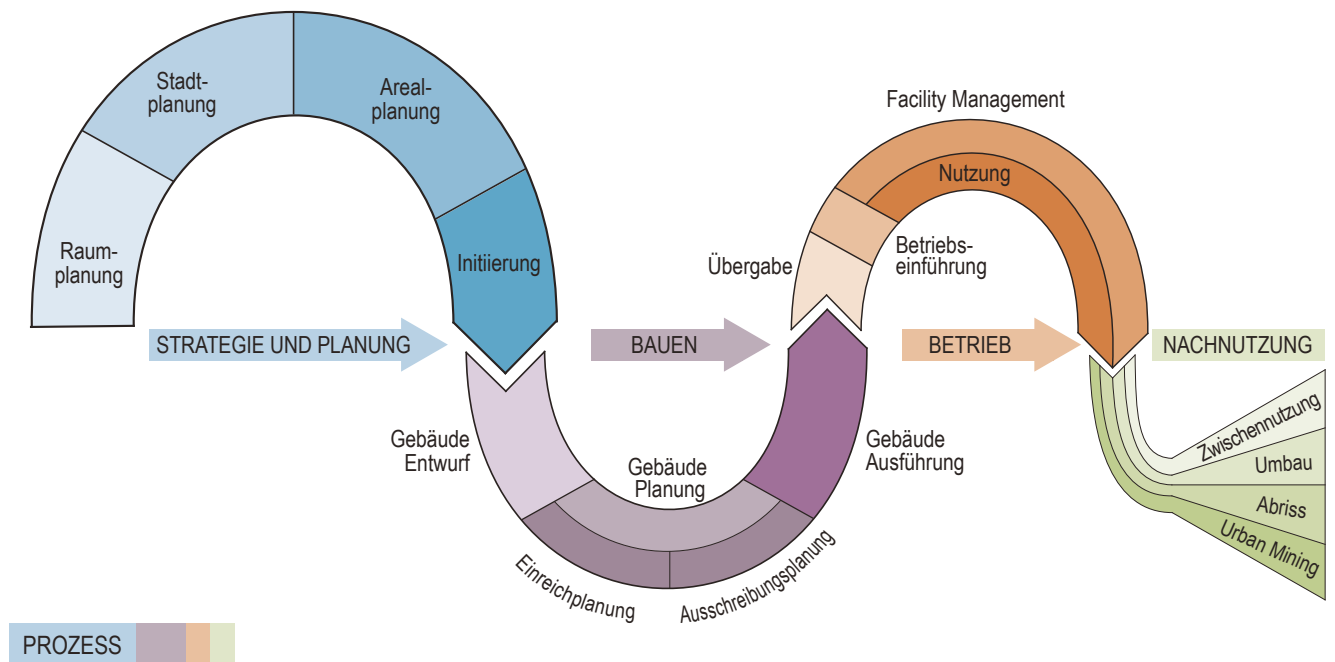 Stadt-
planung
Areal-
planung
Raum-
planung
Initiierung
STRATEGIE UND PLANUNG
Gebäude
Entwurf
Gebäude
Planung
Einreichplanung
Ausschreibungsplanung
BAUEN
Gebäude
Ausführung
Übergabe
Betriebs-
einführung
Facility Management
Nutzung
BETRIEB
NACHNUTZUNG
Zwischennutzung
Umbau
Abriss
Urban Mining
PROZESS